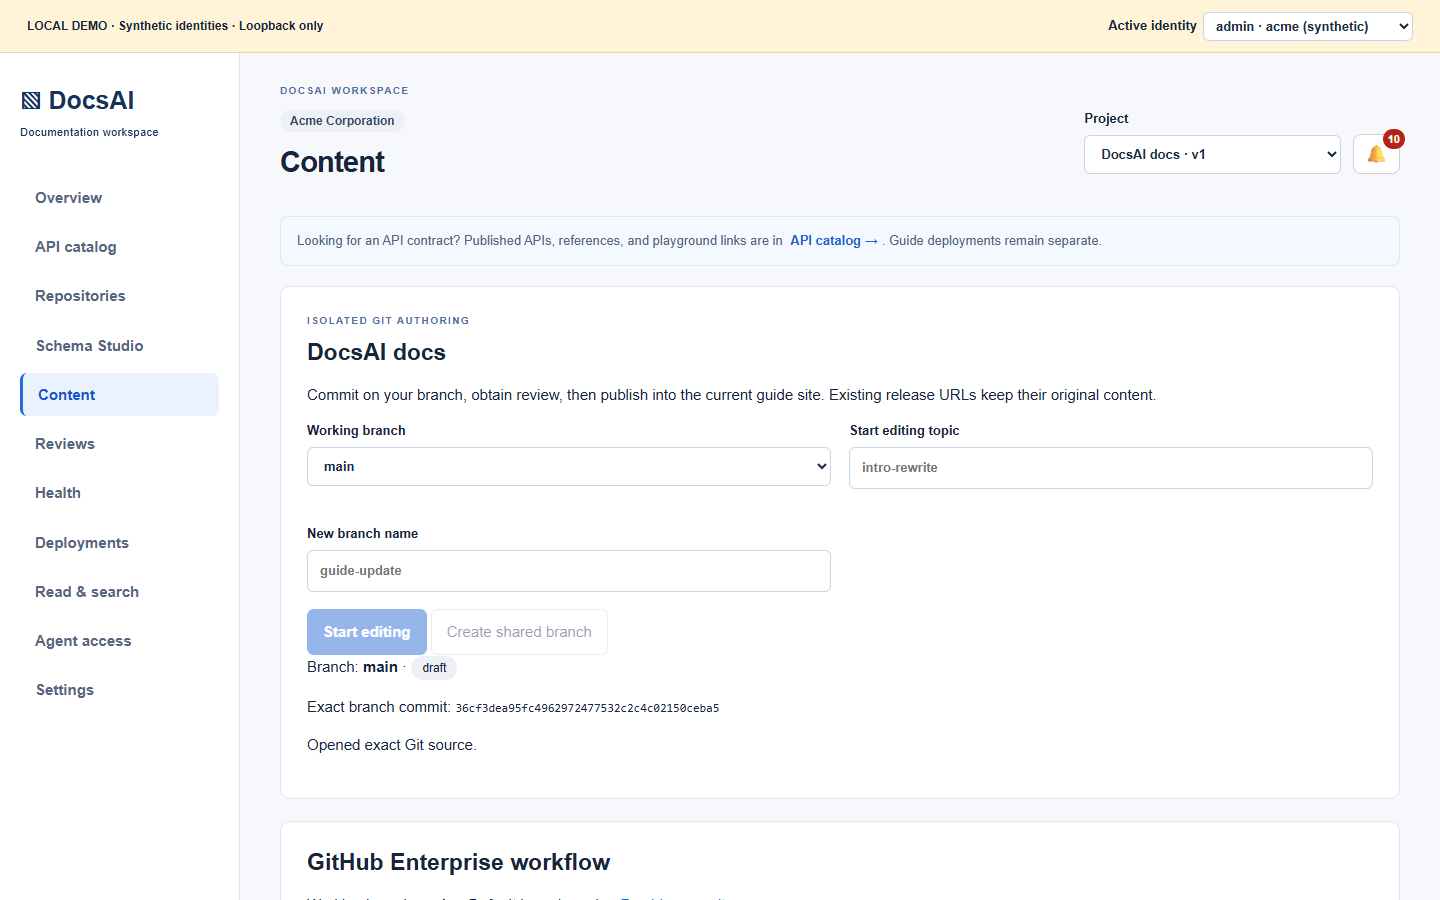 LOCAL DEMO · Synthetic identities · Loopback only
Active identity
admin · acme (synthetic)
DocsAI
Documentation workspace
Overview
API catalog
Repositories
Schema Studio
Content
Reviews
Health
Deployments
Read & search
Agent access
Settings
DOCSAI WORKSPACE
Acme Corporation
Content
Project
DocsAI docs · v1
10
Looking for an API contract? Published APIs, references, and playground links are in API catalog → . Guide deployments remain separate.
ISOLATED GIT AUTHORING
DocsAI docs
Commit on your branch, obtain review, then publish into the current guide site. Existing release URLs keep their original content.
Working branch
main
Start editing topic
intro-rewrite
New branch name
guide-update
Start editing
Create shared branch
Branch: main · draft
Exact branch commit: 36cf3dea95fc4962972477532c2c4c02150ceba5
Opened exact Git source.
GitHub Enterprise workflow